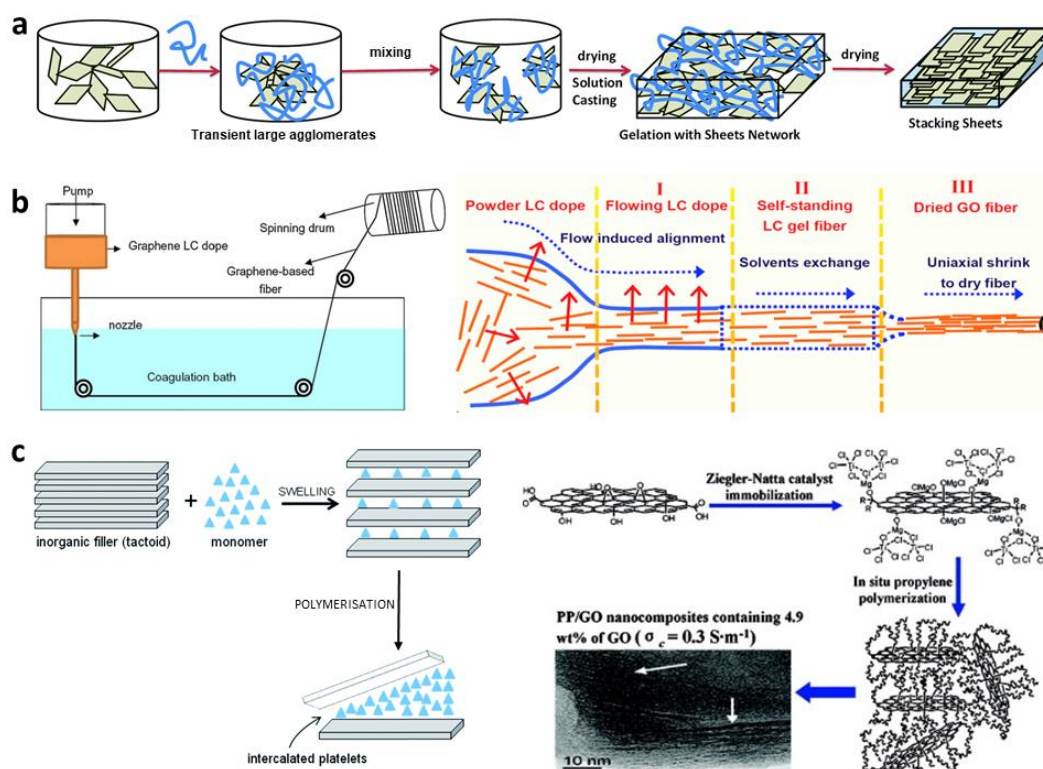 a
mixing
drying
Solution
Casting
drying
Transient large agglomerates
Gelation with Sheets Network
Stacking Sheets
b
Pump
Graphene LC dope
Spinning drum
Graphene-based
fiber
nozzle
Coagulation bath
I
II
III
Powder LC dope
Flowing LC dope
Self-standing
LC gel fiber
Dried GO fiber
Flow induced alignment
Solvents exchange
Uniaxial shrink
to dry fiber
c
+
SWELLING
inorganic filler (tactoid)
monomer
POLYMERISATION
intercalated platelets
Ziegler-Natta catalyst
immobilization
In situ propylene
polymerization
PP/GO nanocomposites containing 4.9
wt% of GO ( σc = 0.3 S·m-1)
10 nm